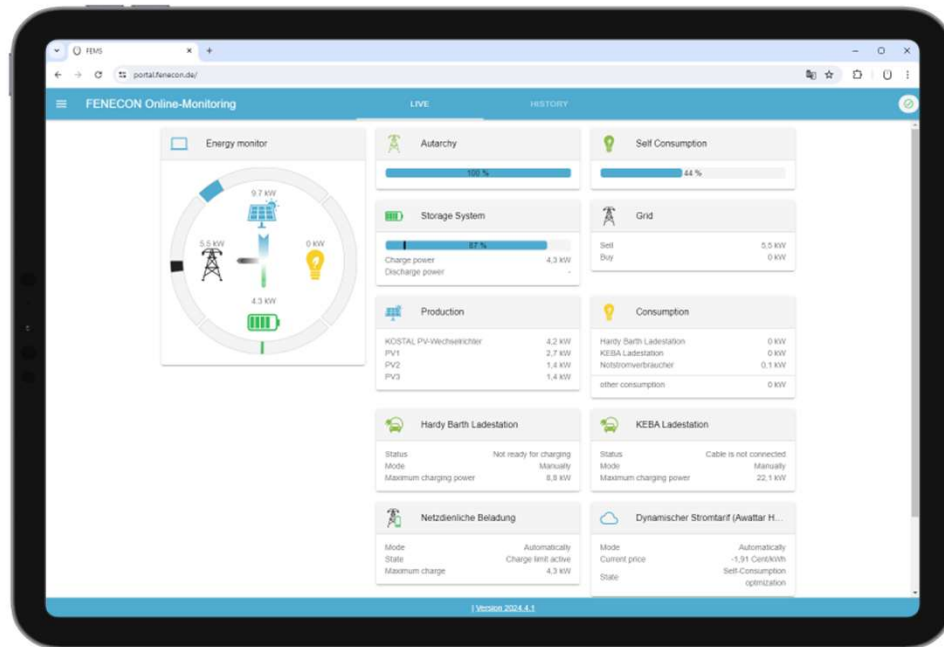 FEMS
portal.fenecon.de/
FENECON Online-Monitoring
LIVE
HISTORY
Energy monitor
9.7 kW
5.5 kW
0 kW
4.3 kW
Autarchy
100 %
Self Consumption
44 %
Storage System
87 %
Charge power 4,3 kW
Discharge power -
Grid
Sell 5,5 kW
Buy 0 kW
Production
KOSTAL PV-Wechselrichter 4,2 kW
PV1 2,7 kW
PV2 1,4 kW
PV3 1,4 kW
Consumption
Hardy Barth Ladestation 0 kW
KEBA Ladestation 0 kW
Notstromverbraucher 0,1 kW
other consumption 0 kW
Hardy Barth Ladestation
Status Not ready for charging
Mode Manually
Maximum charging power 8,8 kW
KEBA Ladestation
Status Cable is not connected
Mode Manually
Maximum charging power 22,1 kW
Netzdienliche Beladung
Mode Automatically
State Charge limit active
Maximum charge 4,3 kW
Dynamischer Stromtarif (Awattar H...
Mode Automatically
Current price -1,91 Cent/kWh
State Self-Consumption
optmization
| Version 2024.4.1